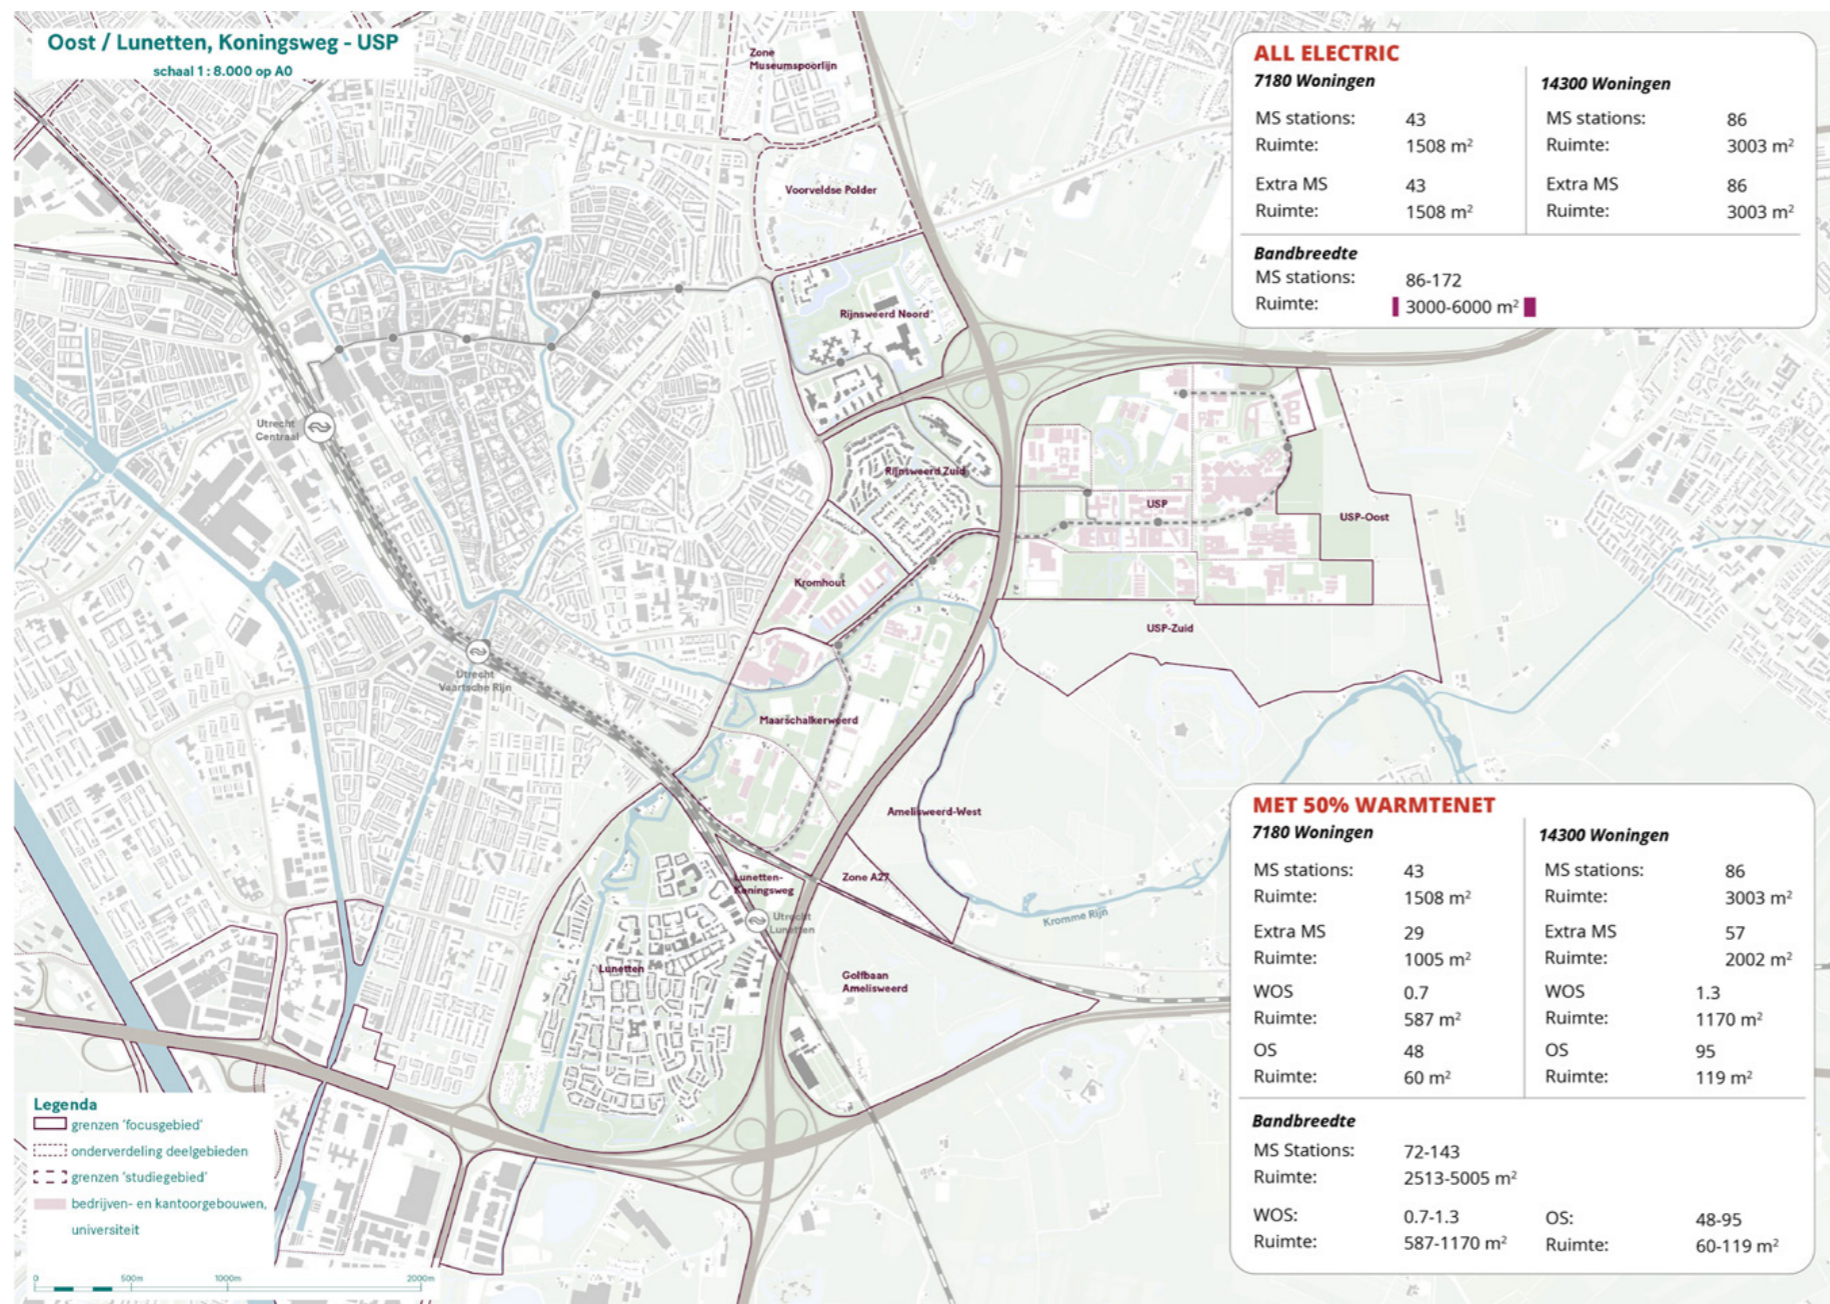 Oost / Lunetten, Koningsweg - USP
schaal 1 : 8.000 op A0
Zone
Museumspoorlijn
Voorveldse Polder
Rijnsweerd Noord
Utrecht
Centraal
Rijnsweerd Zuid
USP
USP-Oost
Kromhout
USP-Zuid
Utrecht
Vaartsche Rijn
Maarschalkerweerd
Amelisweerd-West
Lunetten-
Koningsweg
Zone A27
Utrecht
Lunetten
Kromme Rijn
Lunetten
Golfbaan
Amelisweerd
ALL ELECTRIC
7180 Woningen 14300 Woningen
MS stations: 43 MS stations: 86
Ruimte: 1508 m² Ruimte: 3003 m²
Extra MS 43 Extra MS 86
Ruimte: 1508 m² Ruimte: 3003 m²
Bandbreedte
MS stations: 86-172
Ruimte: 3000-6000 m²
MET 50% WARMTENET
7180 Woningen 14300 Woningen
MS stations: 43 MS stations: 86
Ruimte: 1508 m² Ruimte: 3003 m²
Extra MS 29 Extra MS 57
Ruimte: 1005 m² Ruimte: 2002 m²
WOS 0.7 WOS 1.3
Ruimte: 587 m² Ruimte: 1170 m²
OS 48 OS 95
Ruimte: 60 m² Ruimte: 119 m²
Bandbreedte
MS Stations: 72-143
Ruimte: 2513-5005 m²
WOS: 0.7-1.3 OS: 48-95
Ruimte: 587-1170 m² Ruimte: 60-119 m²
Legenda
grenzen 'focusgebied'
onderverdeling deelgebieden
grenzen 'studiegebied'
bedrijven- en kantoorgebouwen,
universiteit
0 500m 1000m 2000m